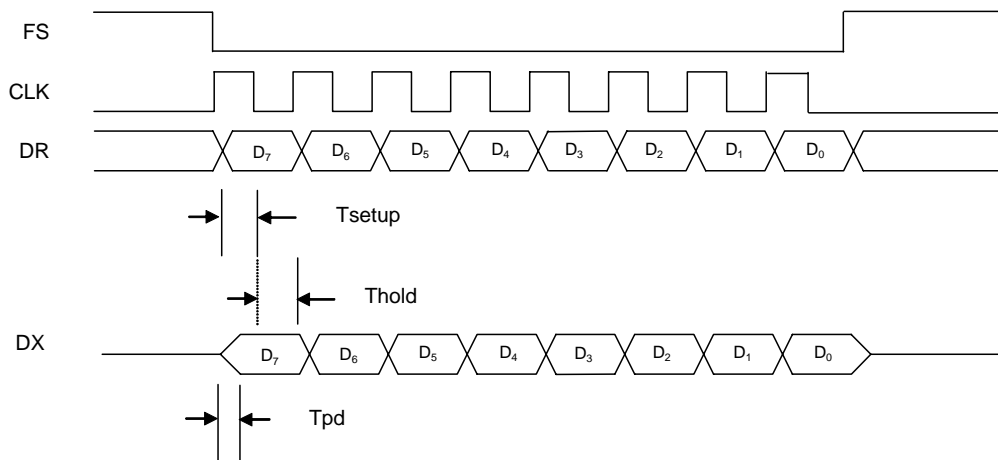 FS
CLK
DR
D7 D6 D5 D4 D3 D2 D1 D0
Tsetup
Thold
DX
D7 D6 D5 D4 D3 D2 D1 D0
Tpd